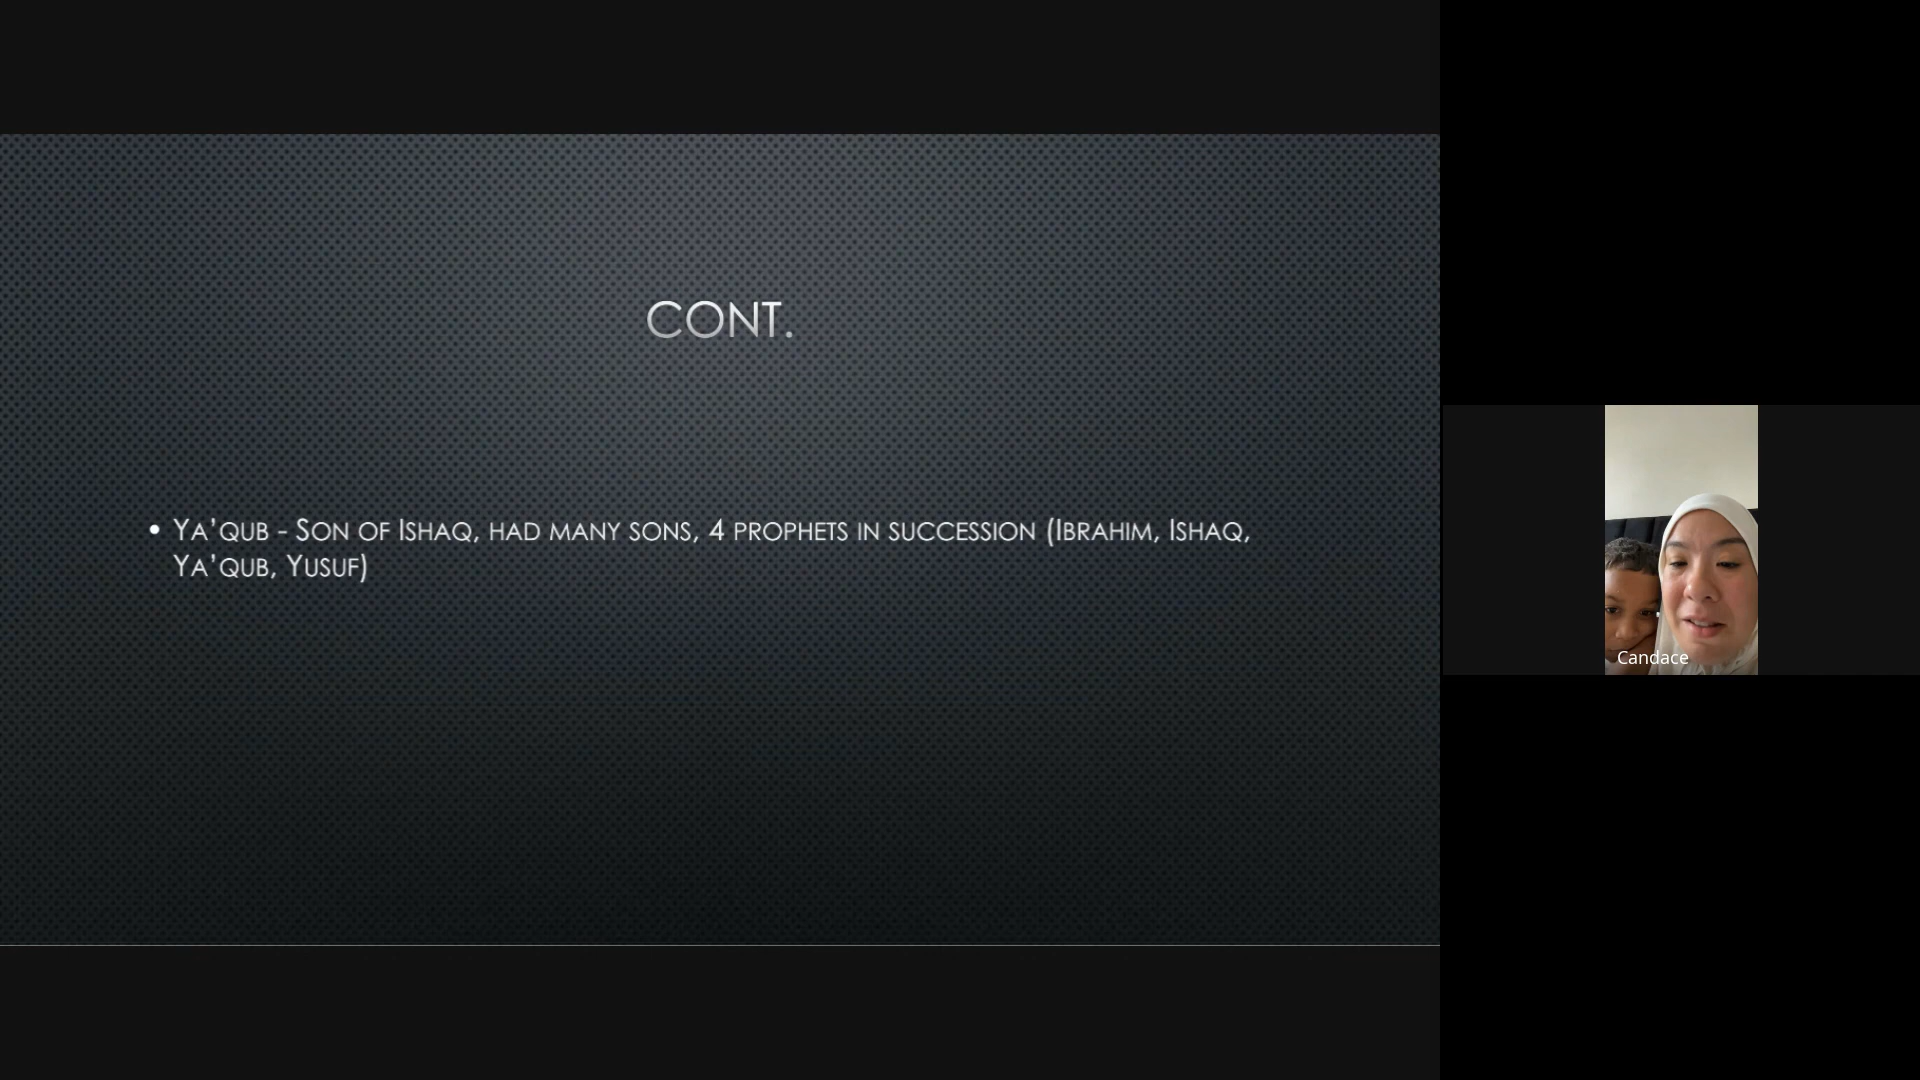 CONT.
• Ya’qub - Son of Ishaq, had many sons, 4 prophets in succession (Ibrahim, Ishaq,
Ya’qub, Yusuf)
Candace